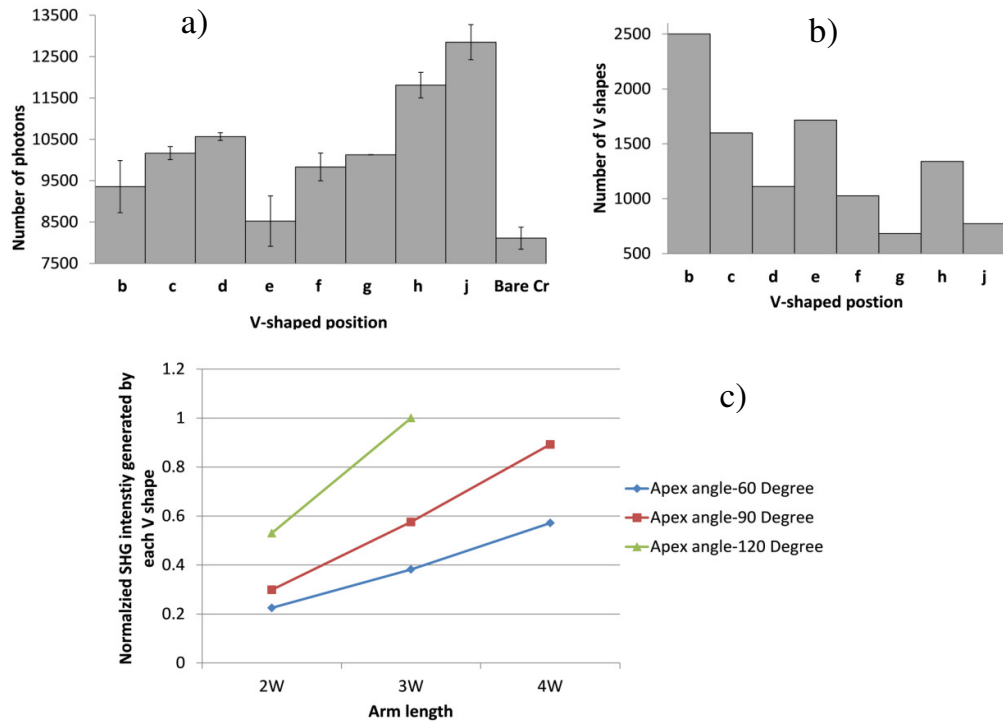 a)
13500
12500
11500
10500
9500
8500
7500
Number of photons
b c d e f g h j Bare Cr
V-shaped position
b)
2500
2000
1500
1000
500
Number of V shapes
b c d e f g h j
V-shaped postion
c)
1.2
1
0.8
0.6
0.4
0.2
0
Normalzied SHG intenstiy generated by
each V shape
2W 3W 4W
Arm length
Apex angle-60 Degree
Apex angle-90 Degree
Apex angle-120 Degree